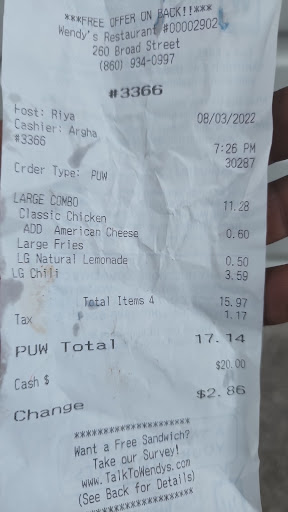 ***FREE OFFER ON BACK!!***
Wendy's Restaurant #00002902
260 Broad Street
(860) 934-0997
#3366
Host: Riya 08/03/2022
Cashier: Argha
#3366 7:26 PM
30287
Order Type: PUW
LARGE COMBO 11.28
Classic Chicken
ADD American Cheese 0.60
Large Fries
LG Natural Lemonade 0.50
LG Chili 3.59
Total Items 4 15.97
Tax 1.17
PUW Total 17.14
Cash $ $20.00
Change $2.86
*********************
Want a Free Sandwich?
Take our Survey!
www.TalkToWendys.com
(See Back for Details)
*********************